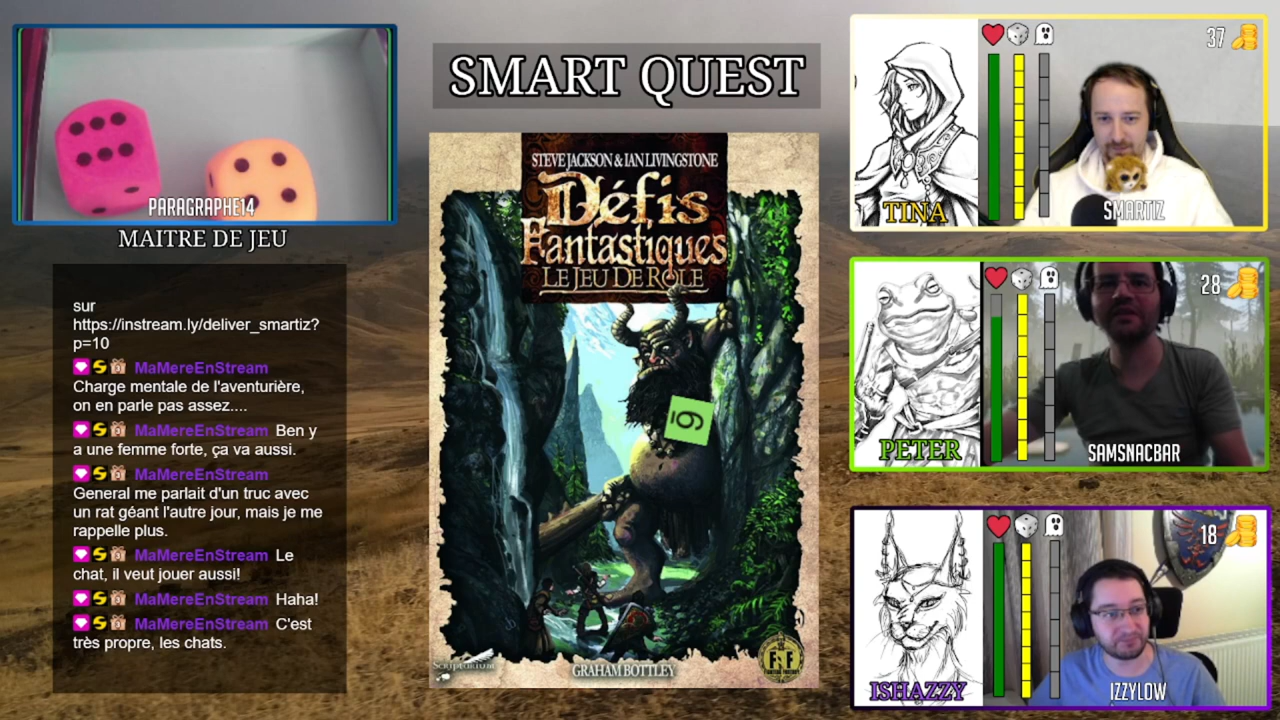 PARAGRAPHE14
MAITRE DE JEU
sur
https://instream.ly/deliver_smartiz?
p=10
MaMereEnStream
Charge mentale de l'aventurière,
on en parle pas assez....
MaMereEnStream Ben y
a une femme forte, ça va aussi.
MaMereEnStream
General me parlait d'un truc avec
un rat géant l'autre jour, mais je me
rappelle plus.
MaMereEnStream Le
chat, il veut jouer aussi!
MaMereEnStream Haha!
MaMereEnStream C'est
très propre, les chats.
SMART QUEST
STEVE JACKSON & IAN LIVINGSTONE
Défis
Fantastiques
LE JEU DE RÔLE
GRAHAM BOTTLEY
SCRIPTARIUM
FF
37
TINA
SMARTIZ
28
PETER
SAMSNACBAR
18
ISHAZZY
IZZYLOW